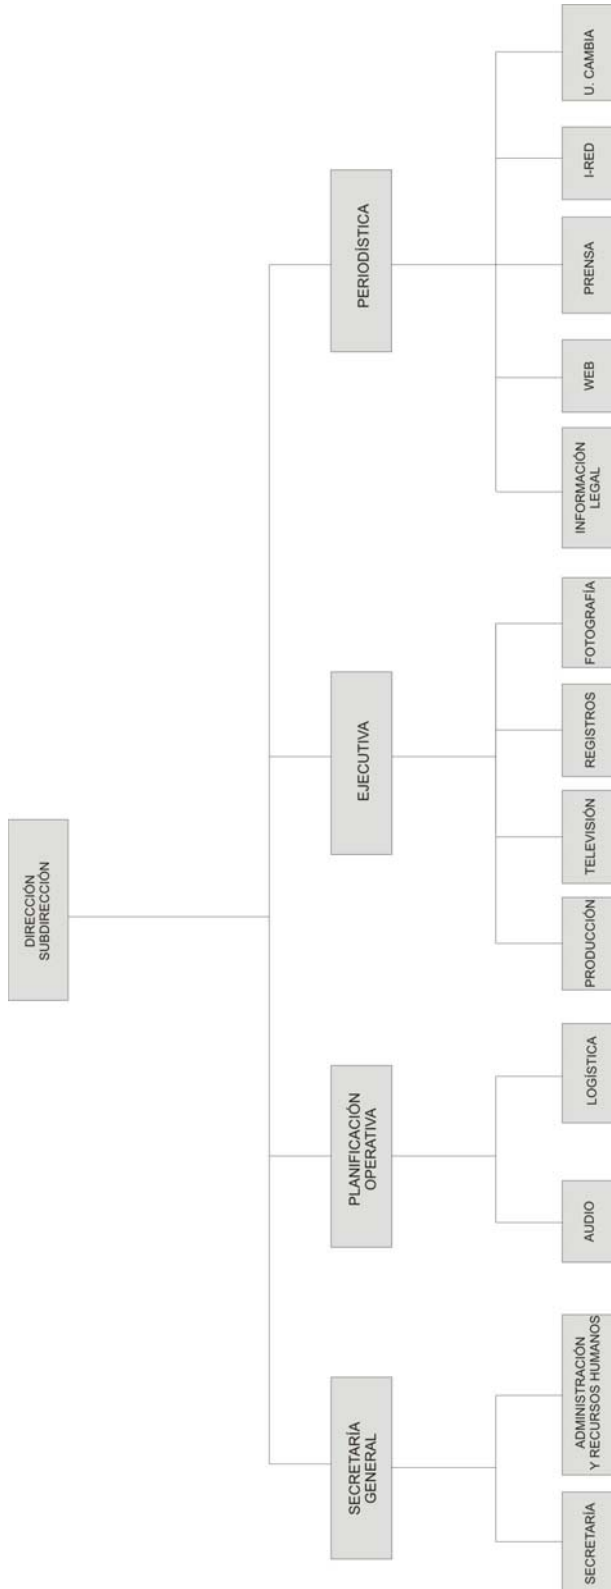 DIRECCIÓN
SUBDIRECCIÓN
SECRETARÍA
GENERAL
PLANIFICACIÓN
OPERATIVA
EJECUTIVA
PERIODÍSTICA
SECRETARÍA
ADMINISTRACIÓN
Y RECURSOS HUMANOS
AUDIO
LOGÍSTICA
PRODUCCIÓN
TELEVISIÓN
REGISTROS
FOTOGRAFÍA
INFORMACIÓN
LEGAL
WEB
PRENSA
I-RED
U. CAMBIA